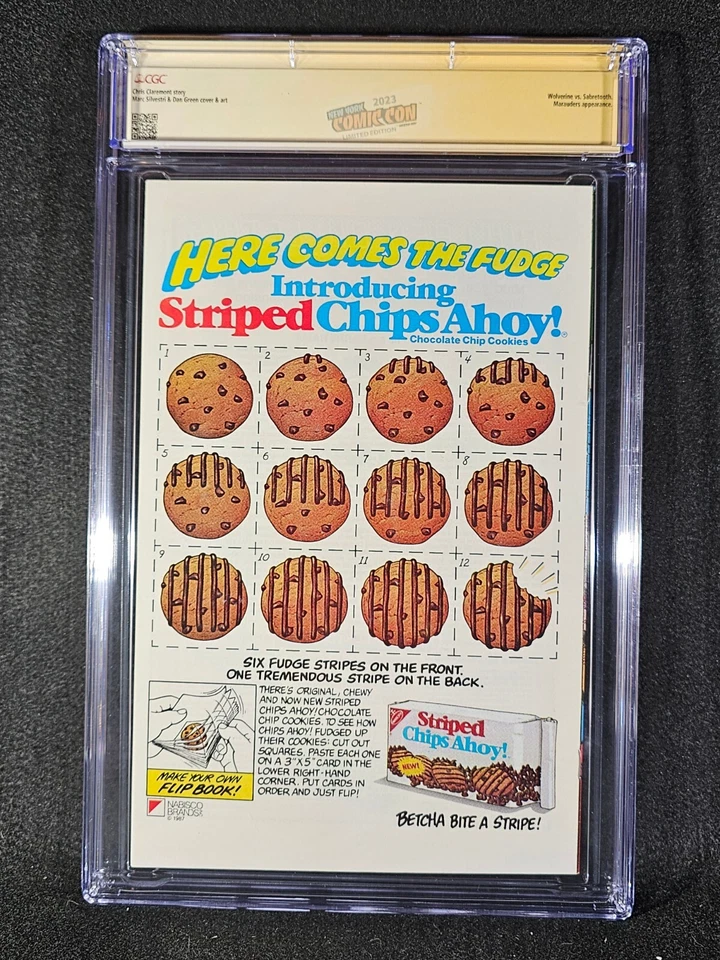 CGC
Chris Claremont story
Marc Silvestri & Dan Green cover & art
NEW YORK 2023
COMIC CON
LIMITED EDITION
Wolverine vs. Sabretooth.
Marauders appearance.
HERE COMES THE FUDGE
Introducing
Striped Chips Ahoy!®
Chocolate Chip Cookies
1 2 3 4
5 6 7 8
9 10 11 12
SIX FUDGE STRIPES ON THE FRONT.
ONE TREMENDOUS STRIPE ON THE BACK.
THERE'S ORIGINAL, CHEWY
AND NOW NEW STRIPED
CHIPS AHOY! CHOCOLATE
CHIP COOKIES. TO SEE HOW
CHIPS AHOY! FUDGED UP
THEIR COOKIES: CUT OUT
SQUARES. PASTE EACH ONE
ON A 3"X5" CARD IN THE
LOWER RIGHT-HAND
CORNER. PUT CARDS IN
ORDER AND JUST FLIP!
MAKE YOUR OWN
FLIP BOOK!
NABISCO
BRANDS
© 1987
Striped
Chips Ahoy!
NEW!
BETCHA BITE A STRIPE!